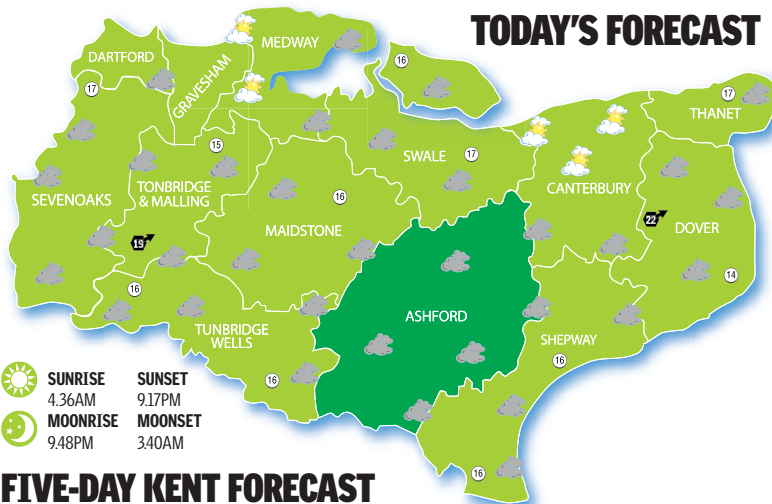 TODAY'S FORECAST
MEDWAY
DARTFORD
GRAVESHAM
16
17
17
THANET
15
SWALE
17
TONBRIDGE
& MALLING
CANTERBURY
SEVENOAKS
16
22
DOVER
MAIDSTONE
19
14
16
ASHFORD
TUNBRIDGE
WELLS
SHEPWAY
16
16
SUNRISE SUNSET
4.36AM 9.17PM
MOONRISE MOONSET
9.48PM 3.40AM
16
FIVE-DAY KENT FORECAST